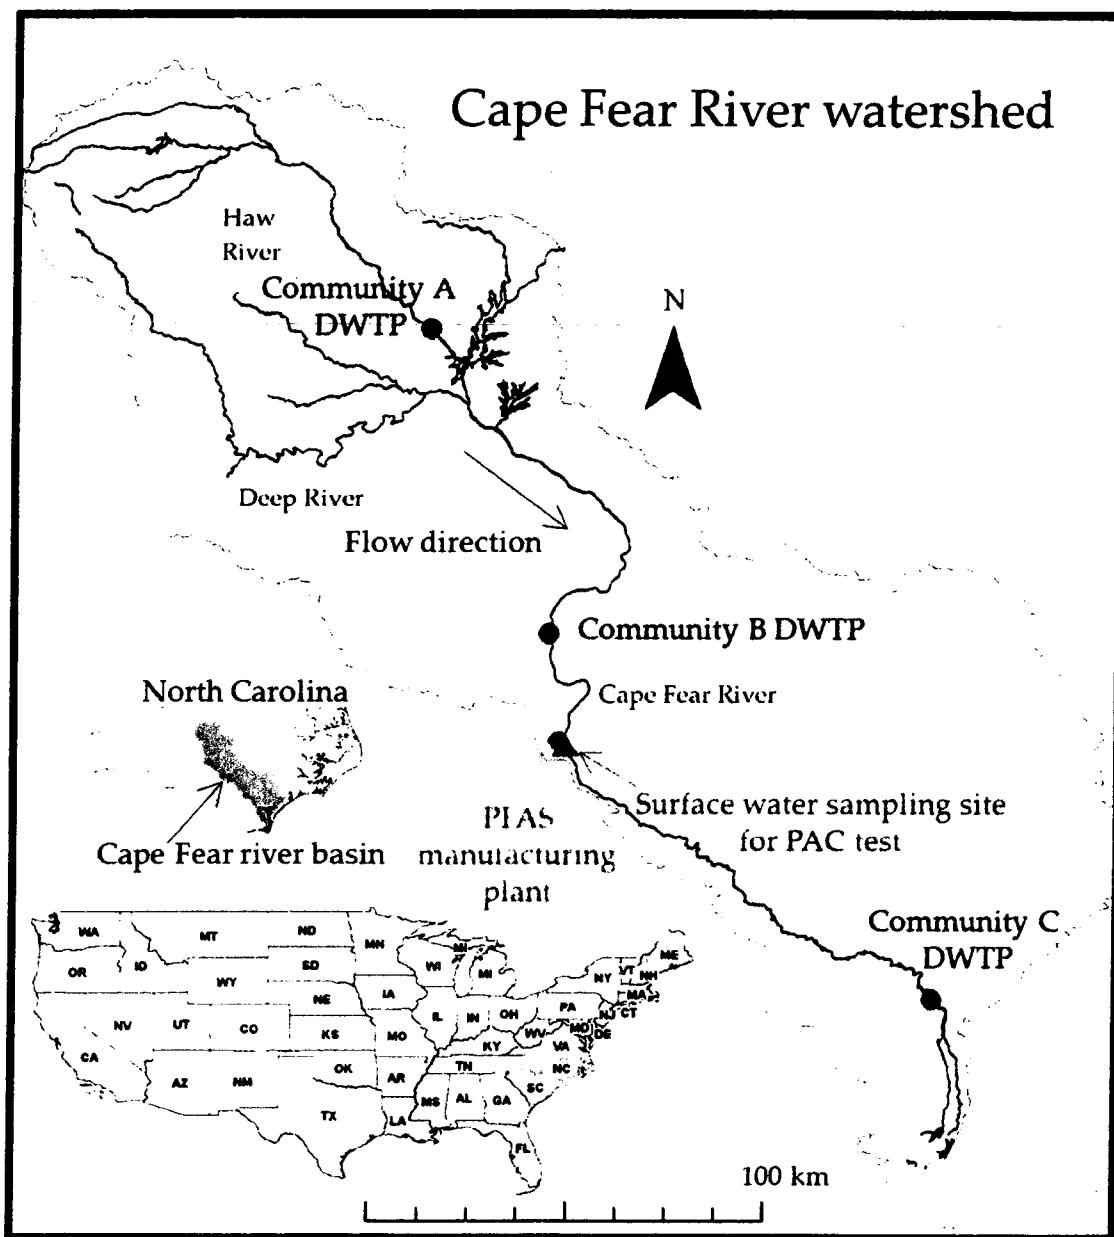 Cape Fear River watershed
Haw
River
Community A
DWTP
N
Deep River
Flow direction
Community B DWTP
North Carolina
Cape Fear River
Surface water sampling site
for PAC test
PFAS
manufacturing
plant
Cape Fear river basin
Community C
DWTP
WA
MT
ND
MN
MI
ME
OR
ID
SD
WI
MI
NY
VT
NH
WY
MA
NE
IA
PA
NJ
CT
NV
UT
CO
IL
IN
OH
MD
DE
KS
MO
WV
VA
CA
KY
OK
TN
NC
AZ
NM
AR
SC
MS
AL
GA
TX
LA
FL
100 km